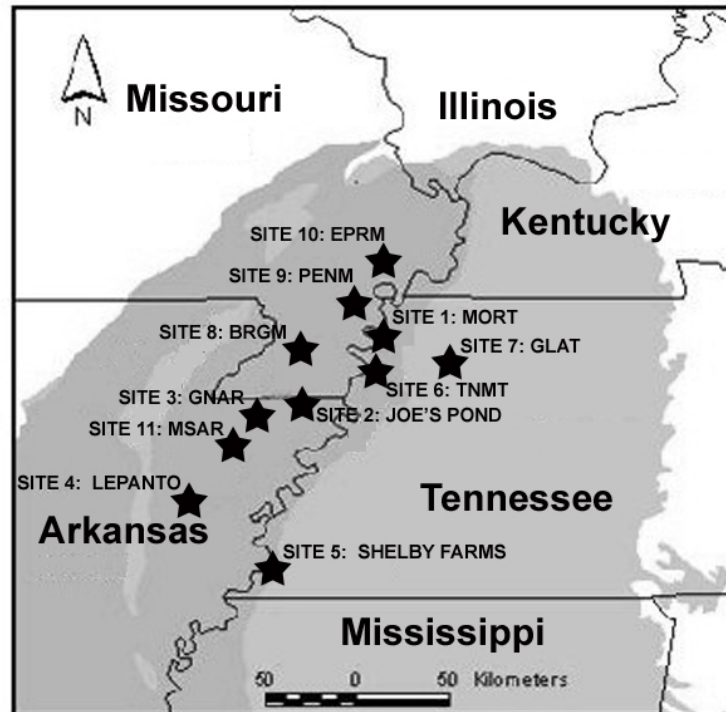 Missouri
Illinois
N
Kentucky
SITE 10: EPRM
SITE 9: PENM
SITE 1: MORT
SITE 8: BRGM
SITE 7: GLAT
SITE 3: GNAR
SITE 6: TNMT
SITE 2: JOE'S POND
SITE 11: MSAR
SITE 4: LEPANTO
Tennessee
Arkansas
SITE 5: SHELBY FARMS
Mississippi
50 0 50 Kilometers